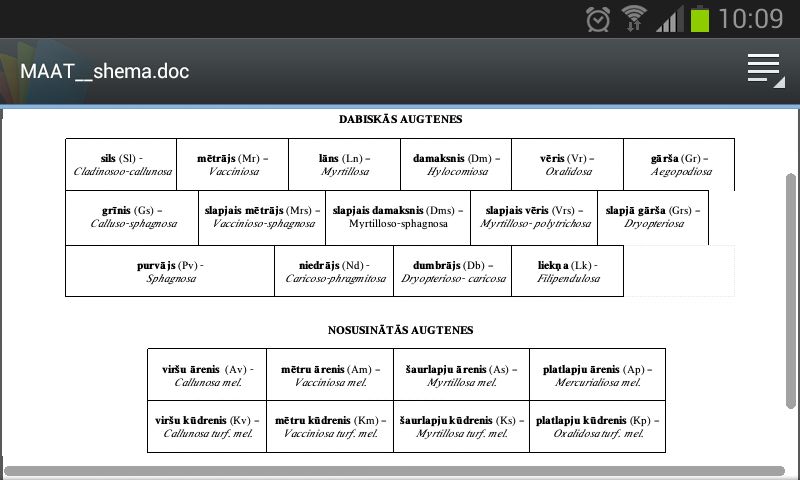 10:09
MAAT__shema.doc
DABISKĀS AUGTENES
sils (Sl) - mētrājs (Mr) – lāns (Ln) – damaksnis (Dm) – vēris (Vr) – gārša (Gr) –
Cladinosoo-callunosa Vacciniosa Myrtillosa Hylocomiosa Oxalidosa Aegopodiosa
grīnis (Gs) – slapjais mētrājs (Mrs) – slapjais damaksnis (Dms) – slapjais vēris (Vrs) – slapjā gārša (Grs) –
Calluso-sphagnosa Vaccinioso-sphagnosa Myrtilloso-sphagnosa Myrtilloso- polytrichosa Dryopteriosa
purvājs (Pv) - niedrājs (Nd) - dumbrājs (Db) – liekņa (Lk) -
Sphagnosa Caricoso-phragmitosa Dryopterioso- caricosa Filipendulosa
NOSUSINĀTĀS AUGTENES
viršu ārenis (Av) - mētru ārenis (Am) – šaurlapju ārenis (As) – platlapju ārenis (Ap) –
Callunosa mel. Vacciniosa mel. Myrtillosa mel. Mercurialiosa mel.
viršu kūdrenis (Kv) – mētru kūdrenis (Km) – šaurlapju kūdrenis (Ks) – platlapju kūdrenis (Kp) –
Callunosa turf. mel. Vacciniosa turf. mel. Myrtillosa turf. mel. Oxalidosa turf. mel.